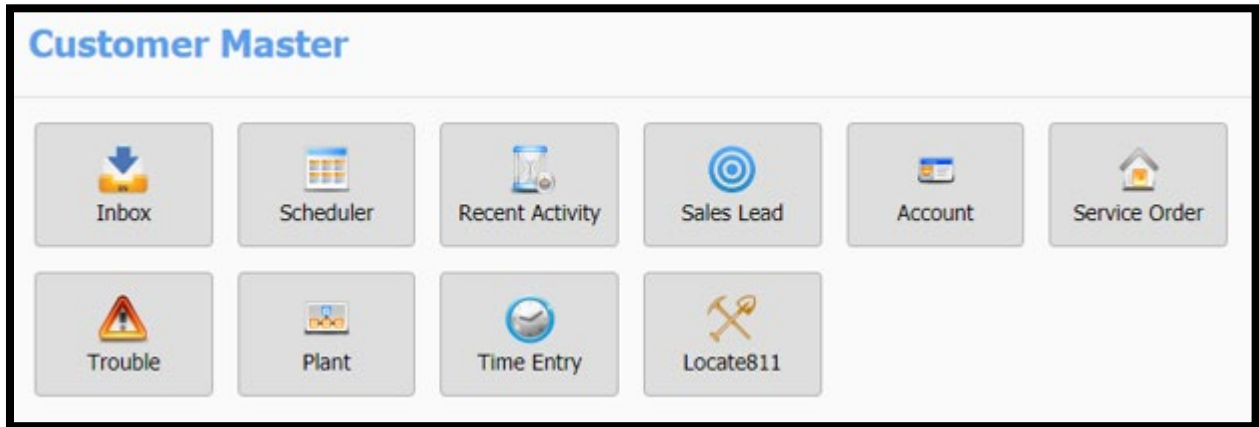 Customer Master
Inbox
Scheduler
Recent Activity
Sales Lead
Account
Service Order
Trouble
Plant
Time Entry
Locate811